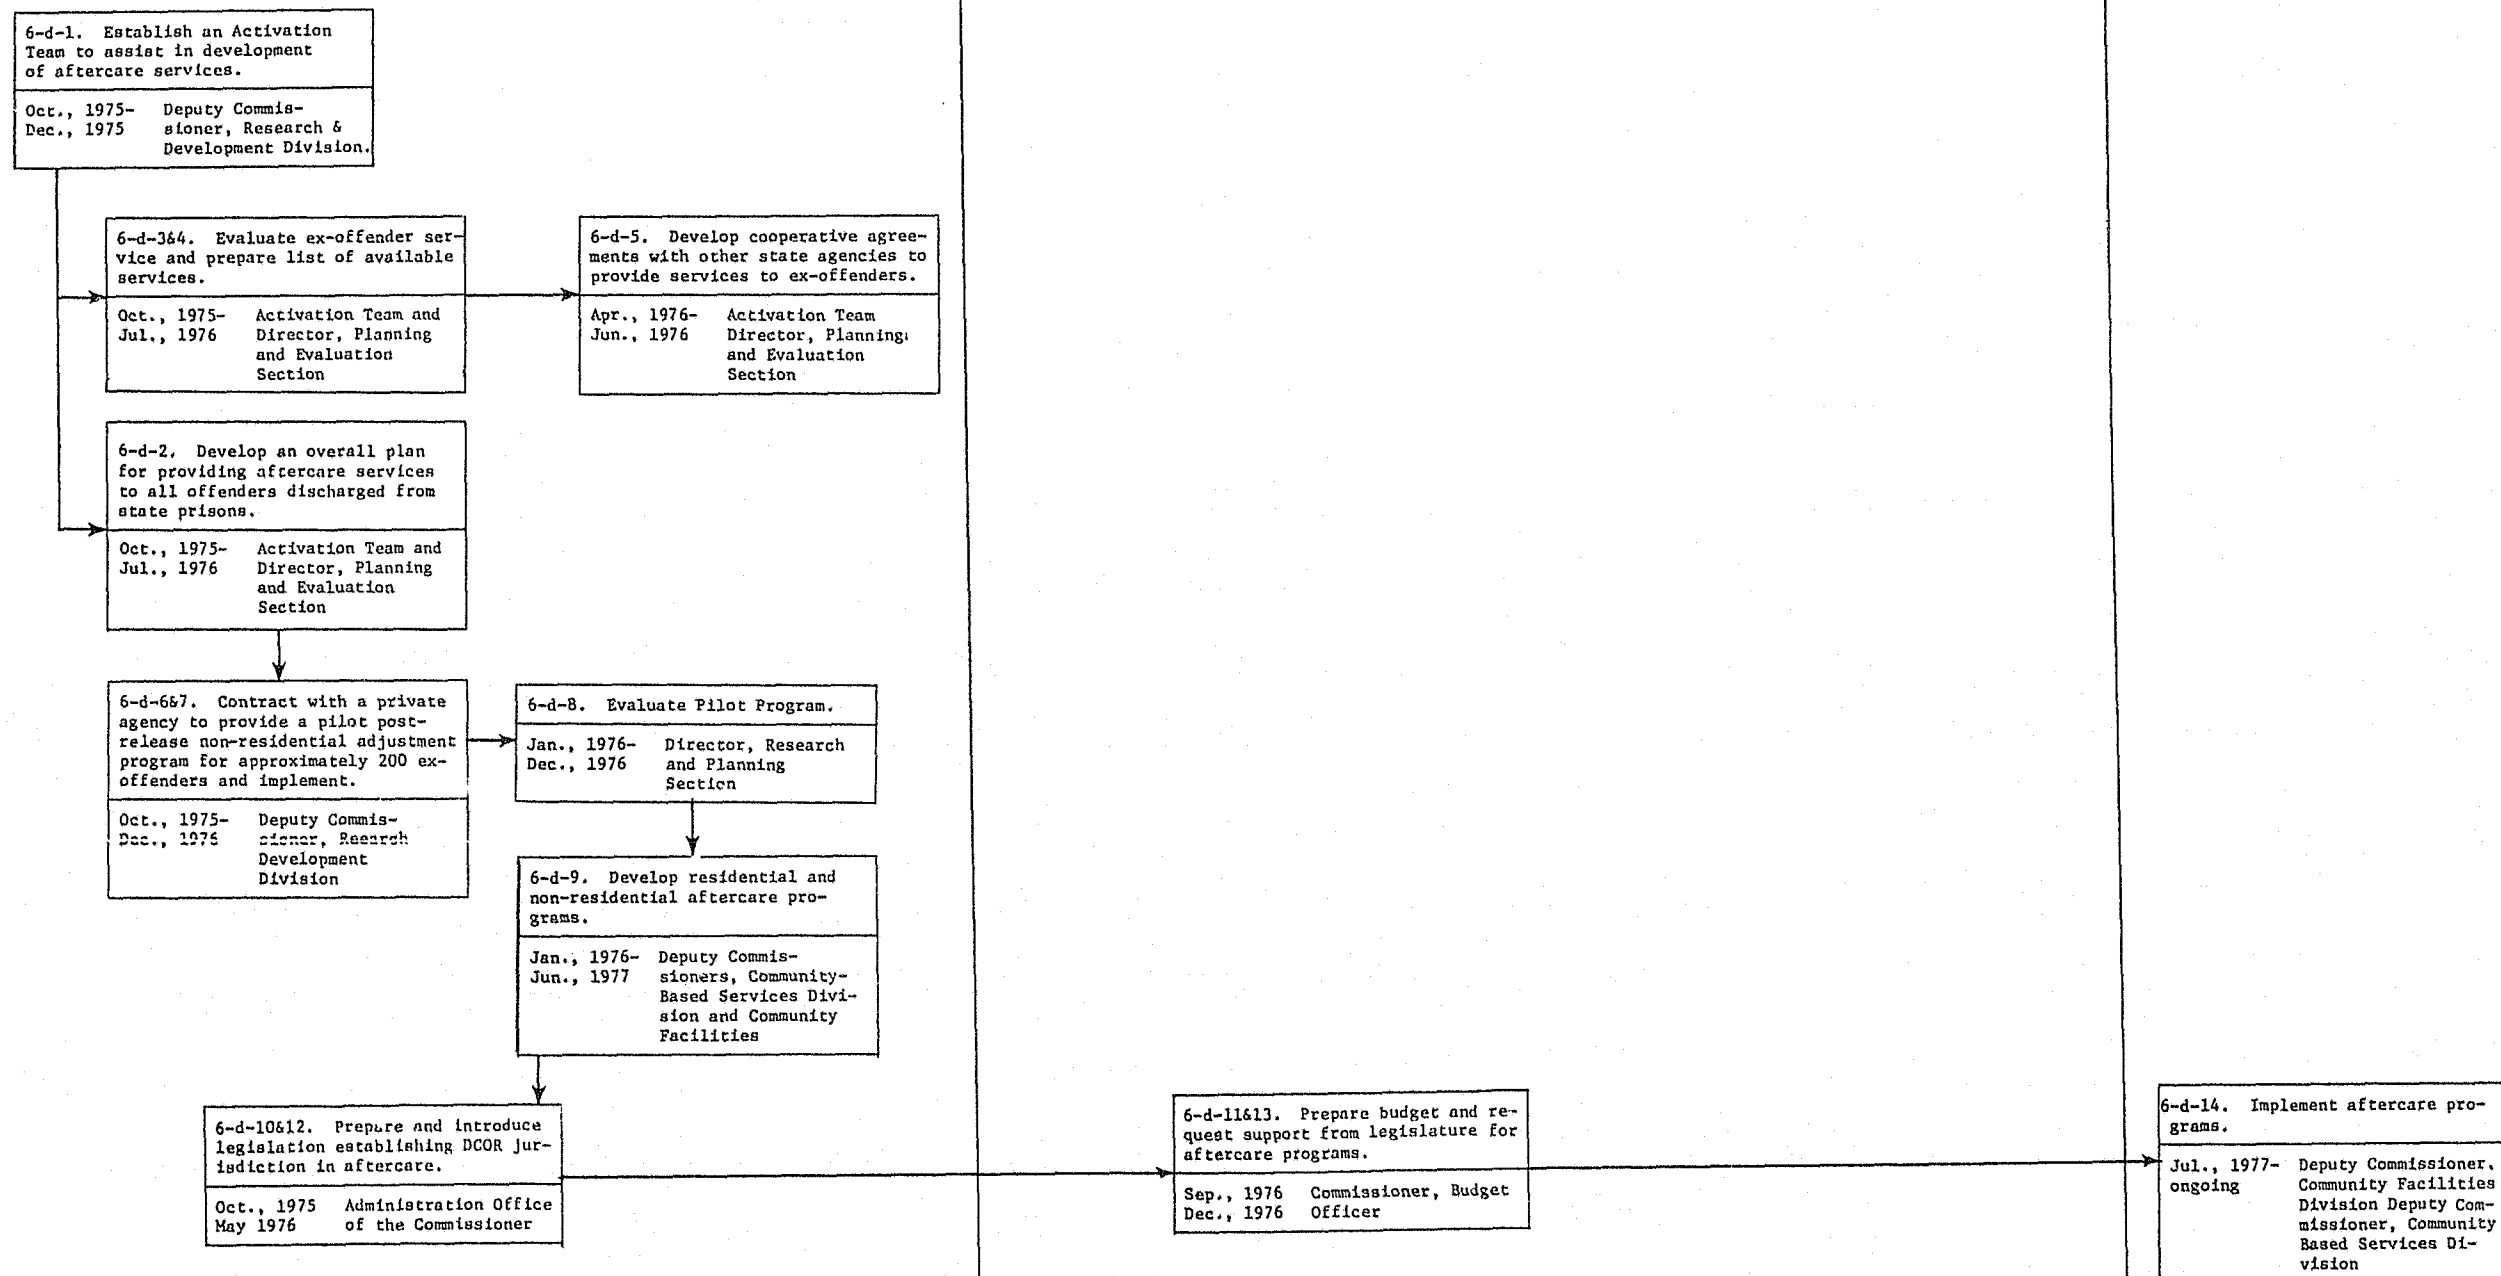 6-d-1. Establish an Activation
Team to assist in development
of aftercare services.
Oct., 1975- Deputy Commis-
Dec., 1975 sioner, Research &
Development Division.
6-d-3&4. Evaluate ex-offender ser-
vice and prepare list of available
services.
Oct., 1975- Activation Team and
Jul., 1976 Director, Planning
and Evaluation
Section
6-d-5. Develop cooperative agree-
ments with other state agencies to
provide services to ex-offenders.
Apr., 1976- Activation Team
Jun., 1976 Director, Planning
and Evaluation
Section
6-d-2. Develop an overall plan
for providing aftercare services
to all offenders discharged from
state prisons.
Oct., 1975- Activation Team and
Jul., 1976 Director, Planning
and Evaluation
Section
6-d-6&7. Contract with a private
agency to provide a pilot post-
release non-residential adjustment
program for approximately 200 ex-
offenders and implement.
Oct., 1975- Deputy Commis-
Dec., 1976 sioner, Research
Development
Division
6-d-8. Evaluate Pilot Program.
Jan., 1976- Director, Research
Dec., 1976 and Planning
Section
6-d-9. Develop residential and
non-residential aftercare pro-
grams.
Jan., 1976- Deputy Commis-
Jun., 1977 sioners, Community-
Based Services Divi-
sion and Community
Facilities
6-d-10&12. Prepare and introduce
legislation establishing DCOR jur-
isdiction in aftercare.
Oct., 1975 Administration Office
May 1976 of the Commissioner
6-d-11&13. Prepare budget and re-
quest support from legislature for
aftercare programs.
Sep., 1976 Commissioner, Budget
Dec., 1976 Officer
6-d-14. Implement aftercare pro-
grams.
Jul., 1977- Deputy Commissioner,
ongoing Community Facilities
Division Deputy Com-
missioner, Community
Based Services Di-
vision